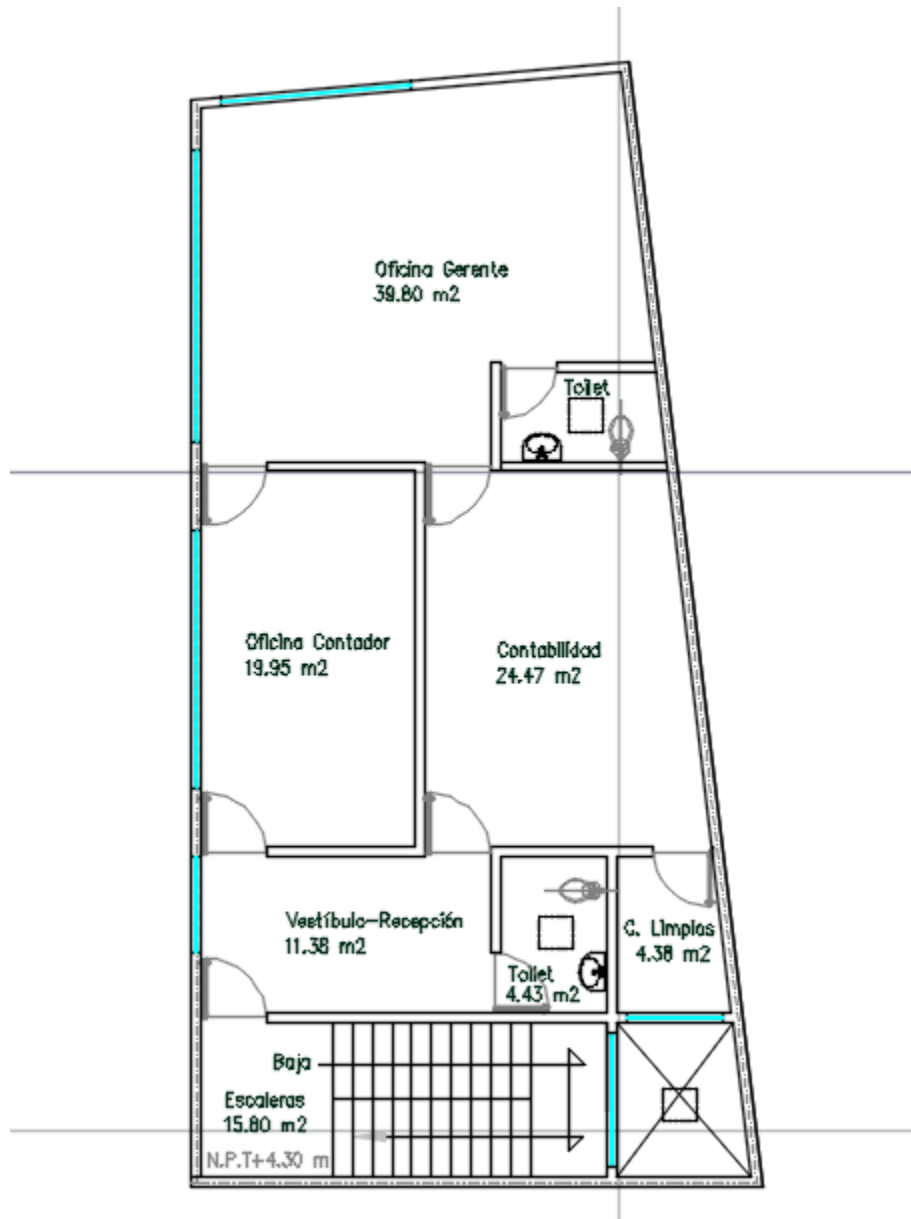 Oficina Gerente
39.80 m2
Toilet
Oficina Contador
19.95 m2
Contabilidad
24.47 m2
Vestíbulo-Recepción
11.38 m2
C. Limpios
4.38 m2
Toilet
4.43 m2
Baja
Escaleras
15.80 m2
N.P.T+4.30 m